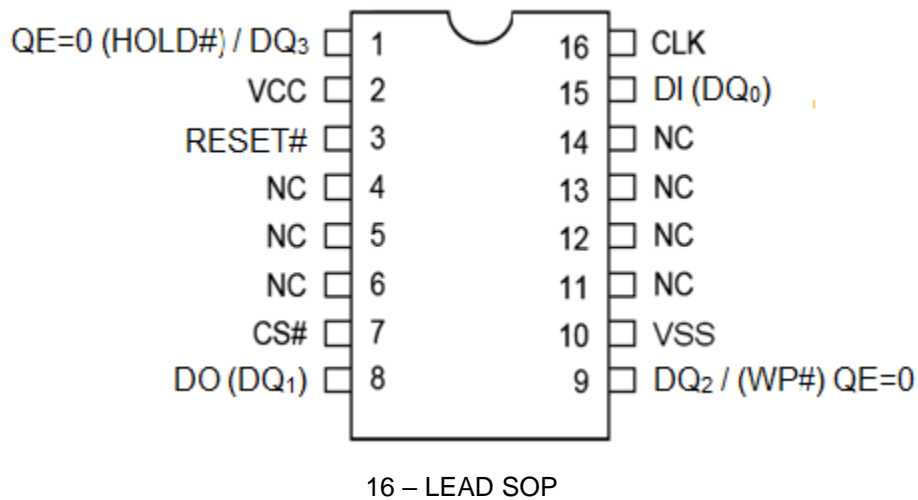 QE=0 (HOLD#) / DQ3 1 16 CLK
VCC 2 15 DI (DQ0)
RESET# 3 14 NC
NC 4 13 NC
NC 5 12 NC
NC 6 11 NC
CS# 7 10 VSS
DO (DQ1) 8 9 DQ2 / (WP#) QE=0
16 – LEAD SOP